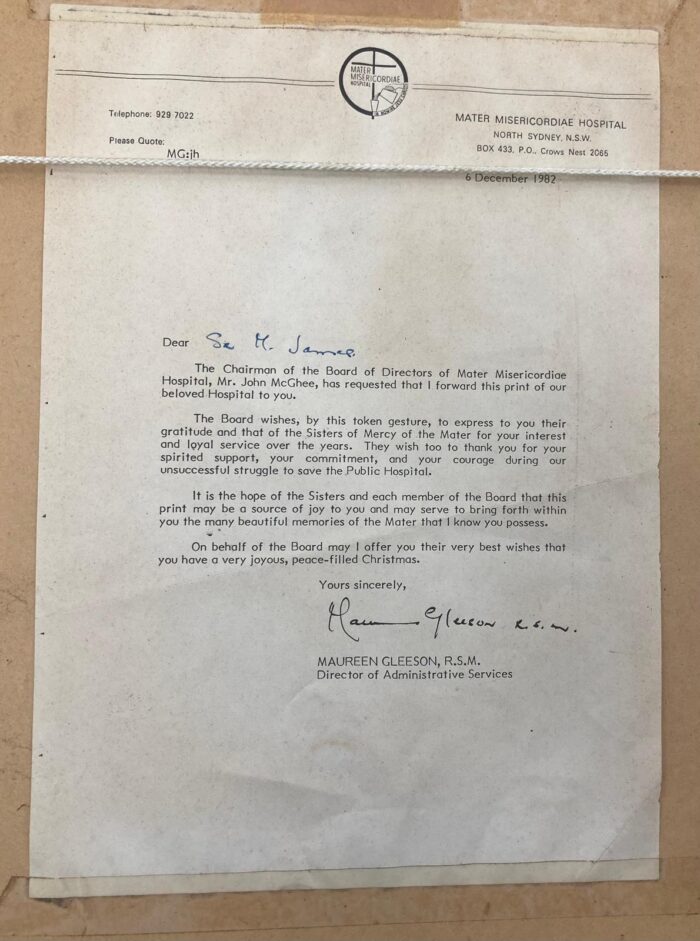 MATER
MISERICORDIAE
HOSPITAL
Telephone: 929 7022
MATER MISERICORDIAE HOSPITAL
NORTH SYDNEY, N.S.W.
BOX 433, P.O., Crows Nest 2065
Please Quote:
MG:jh
6 December 1982
Dear Sr M. James
The Chairman of the Board of Directors of Mater Misericordiae
Hospital, Mr. John McGhee, has requested that I forward this print of our
beloved Hospital to you.
The Board wishes, by this token gesture, to express to you their
gratitude and that of the Sisters of Mercy of the Mater for your interest
and loyal service over the years. They wish too to thank you for your
spirited support, your commitment, and your courage during our
unsuccessful struggle to save the Public Hospital.
It is the hope of the Sisters and each member of the Board that this
print may be a source of joy to you and may serve to bring forth within
you the many beautiful memories of the Mater that I know you possess.
On behalf of the Board may I offer you their very best wishes that
you have a very joyous, peace-filled Christmas.
Yours sincerely,
Maureen Gleeson R.S.M.
MAUREEN GLEESON, R.S.M.
Director of Administrative Services